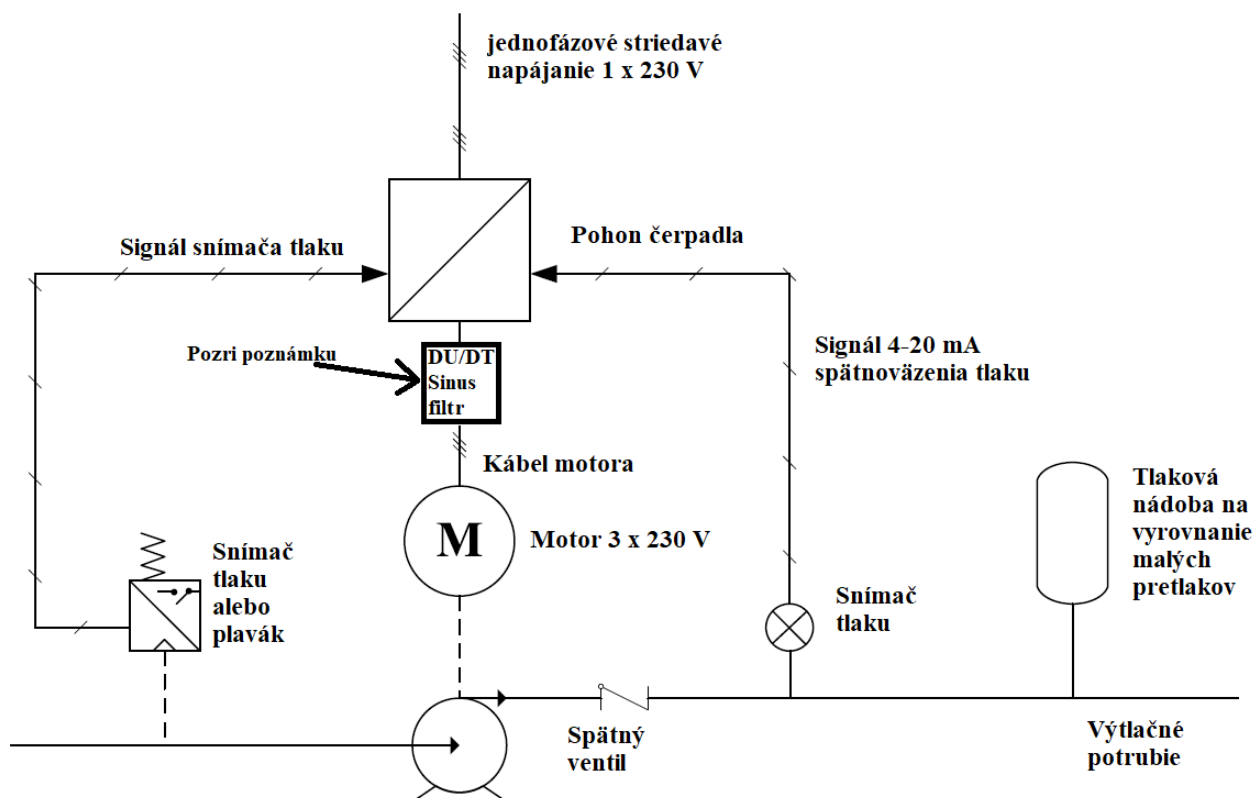 jednofázové striedavé
napájanie 1 x 230 V
Signál snímača tlaku
Pohon čerpadla
Pozri poznámku
DU/DT
Sinus
filtr
Signál 4-20 mA
spätnoväzenia tlaku
Kábel motora
M
Motor 3 x 230 V
Tlaková
nádoba na
vyrovnanie
malých
pretlakov
Snímač
tlaku
alebo
plavák
Snímač
tlaku
Spätný
ventil
Výtlačné
potrubie